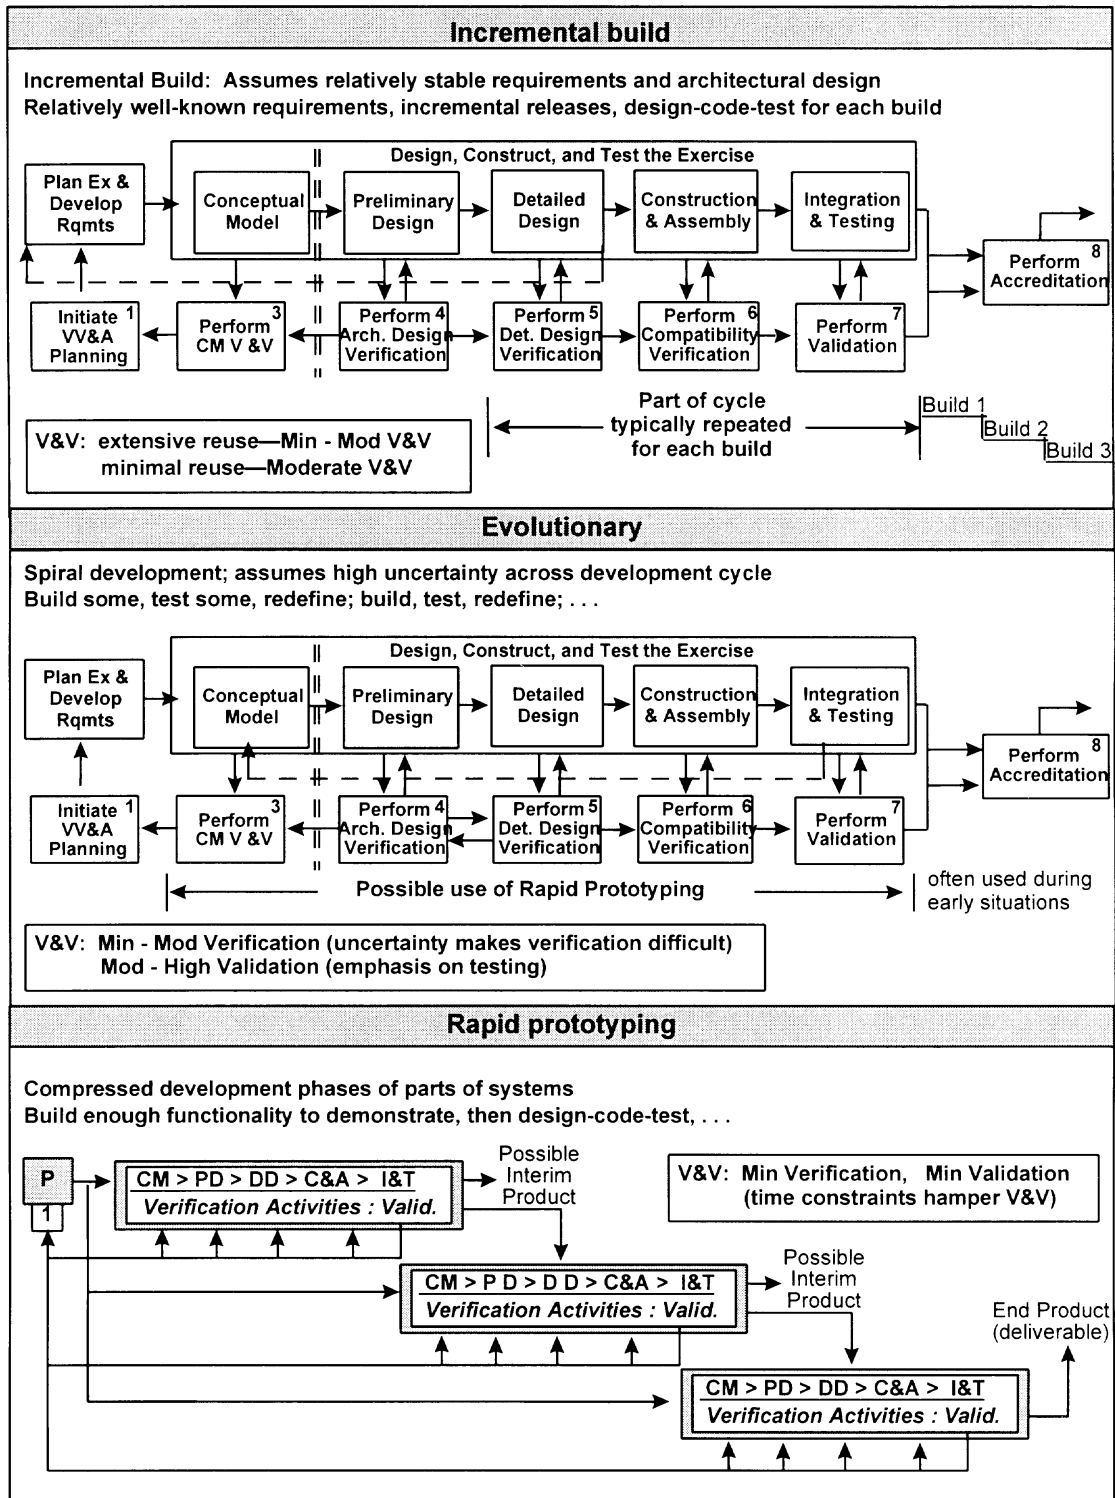 Incremental build
Incremental Build: Assumes relatively stable requirements and architectural design
Relatively well-known requirements, incremental releases, design-code-test for each build
Design, Construct, and Test the Exercise
Plan Ex &
Develop
Rqmts
Conceptual
Model
Preliminary
Design
Detailed
Design
Construction
& Assembly
Integration
& Testing
Perform 8
Accreditation
Initiate 1
VV&A
Planning
Perform 3
CM V &V
Perform 4
Arch. Design
Verification
Perform 5
Det. Design
Verification
Perform 6
Compatibility
Verification
Perform 7
Validation
Part of cycle
typically repeated
for each build
Build 1
Build 2
Build 3
V&V: extensive reuse—Min - Mod V&V
minimal reuse—Moderate V&V
Evolutionary
Spiral development; assumes high uncertainty across development cycle
Build some, test some, redefine; build, test, redefine; . . .
Design, Construct, and Test the Exercise
Plan Ex &
Develop
Rqmts
Conceptual
Model
Preliminary
Design
Detailed
Design
Construction
& Assembly
Integration
& Testing
Perform 8
Accreditation
Initiate 1
VV&A
Planning
Perform 3
CM V &V
Perform 4
Arch. Design
Verification
Perform 5
Det. Design
Verification
Perform 6
Compatibility
Verification
Perform 7
Validation
Possible use of Rapid Prototyping
often used during
early situations
V&V: Min - Mod Verification (uncertainty makes verification difficult)
Mod - High Validation (emphasis on testing)
Rapid prototyping
Compressed development phases of parts of systems
Build enough functionality to demonstrate, then design-code-test, . . .
P
1
CM > PD > DD > C&A > I&T
Verification Activities : Valid.
Possible
Interim
Product
V&V: Min Verification, Min Validation
(time constraints hamper V&V)
CM > P D > D D > C&A > I&T
Verification Activities : Valid.
Possible
Interim
Product
End Product
(deliverable)
CM > PD > DD > C&A > I&T
Verification Activities : Valid.